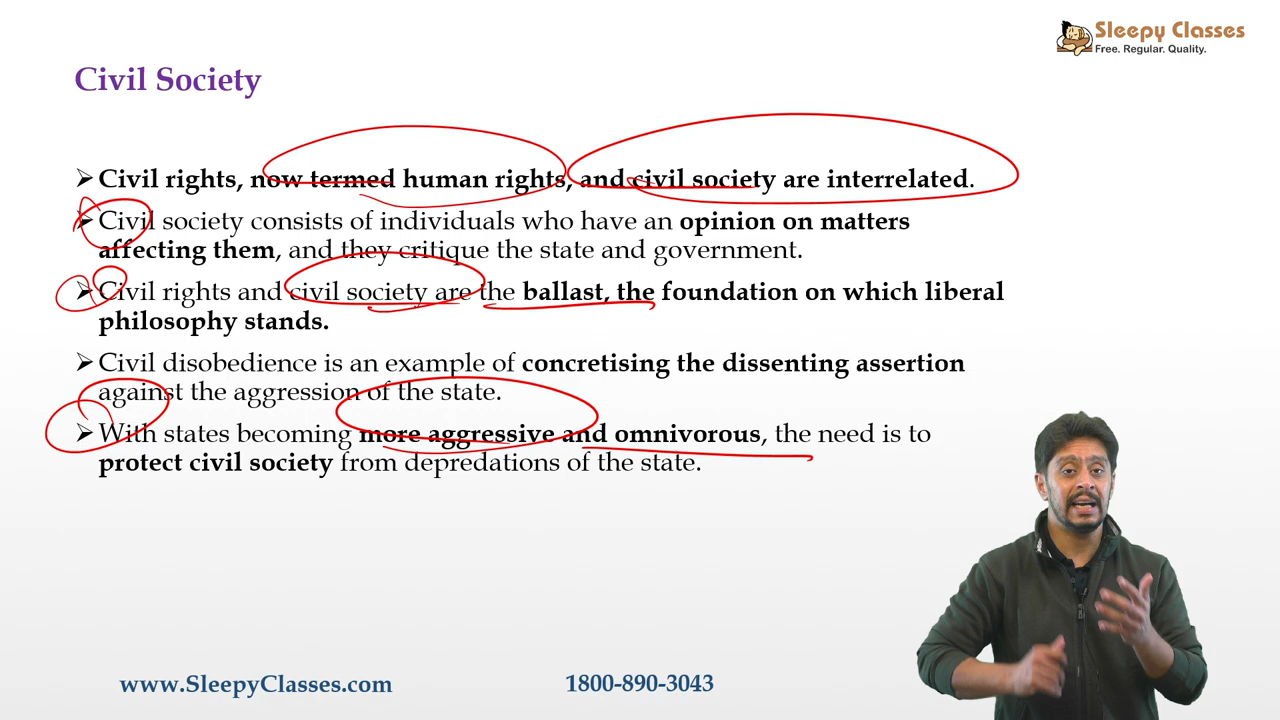 Sleepy Classes
Free. Regular. Quality.
Civil Society
➢ Civil rights, now termed human rights, and civil society are interrelated.
➢ Civil society consists of individuals who have an opinion on matters
affecting them, and they critique the state and government.
➢ Civil rights and civil society are the ballast, the foundation on which liberal
philosophy stands.
➢ Civil disobedience is an example of concretising the dissenting assertion
against the aggression of the state.
➢ With states becoming more aggressive and omnivorous, the need is to
protect civil society from depredations of the state.
www.SleepyClasses.com
1800-890-3043